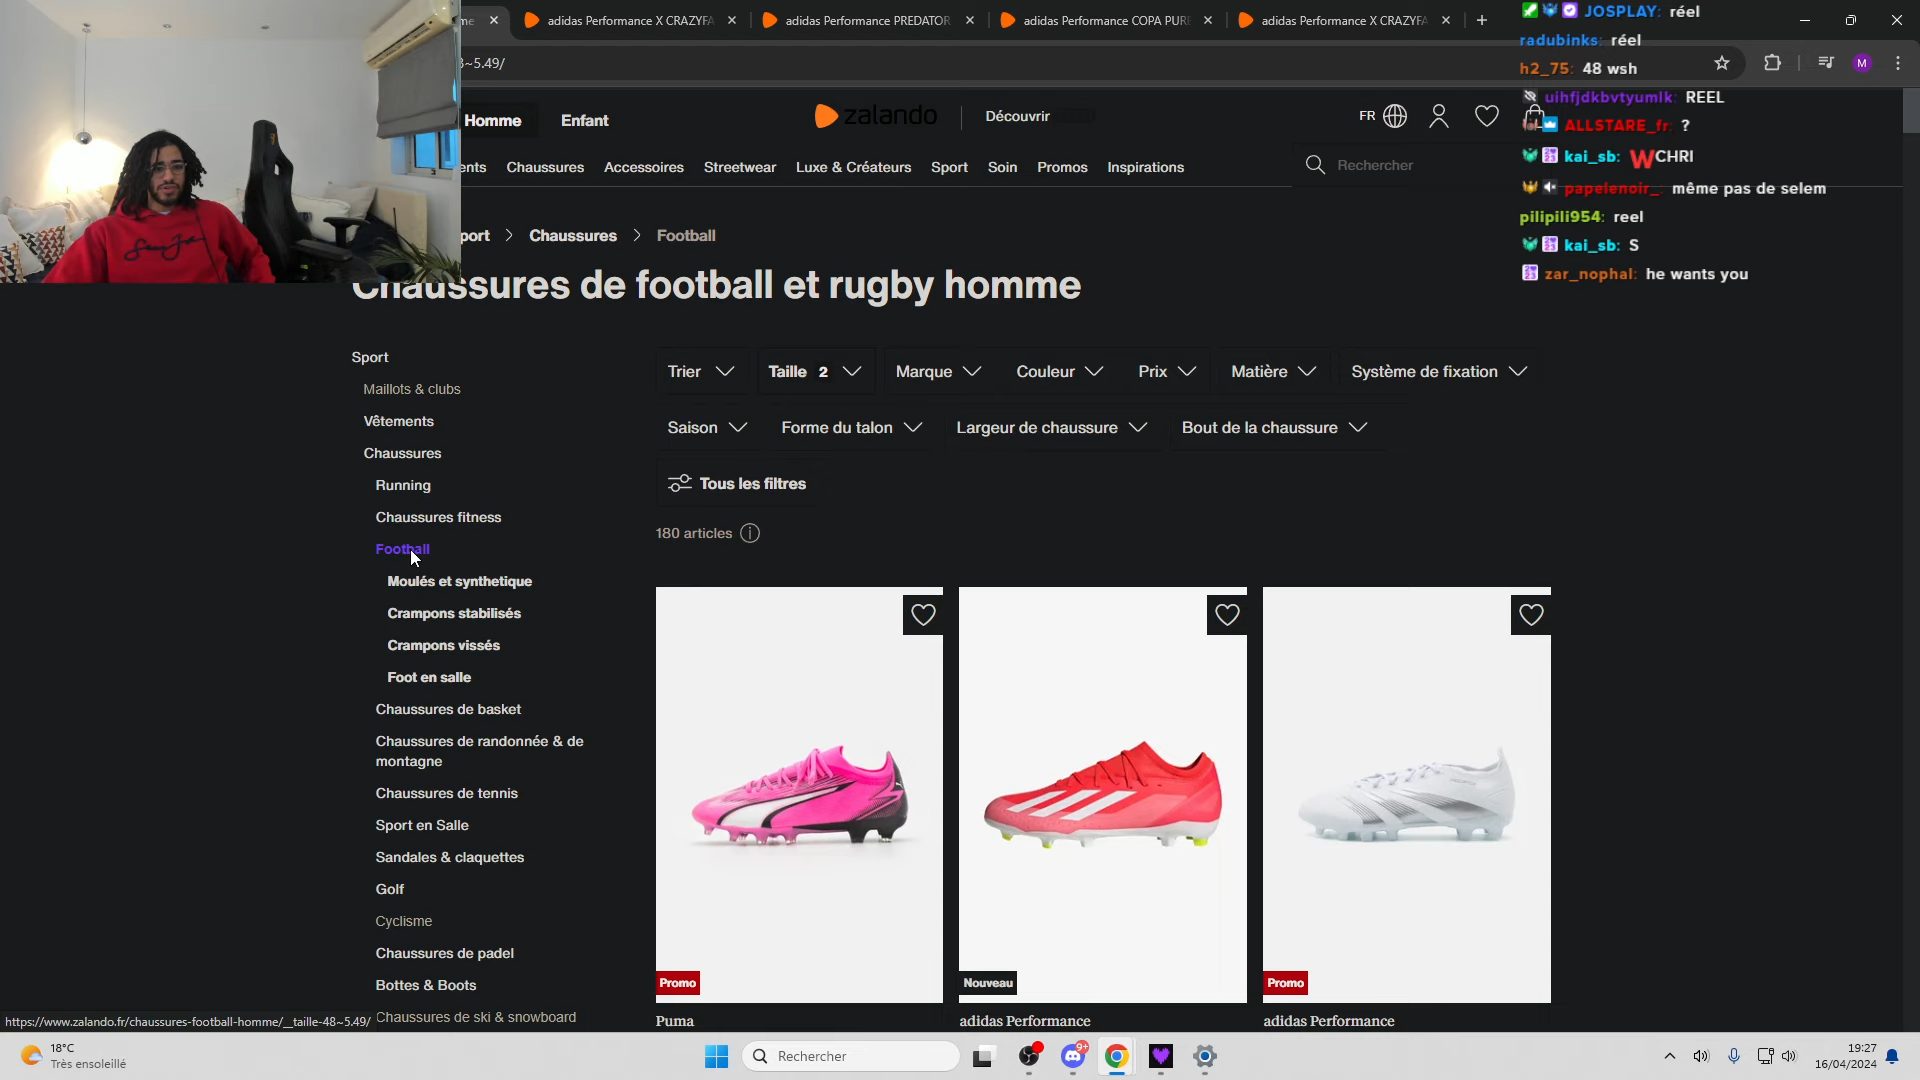 me
adidas Performance X CRAZYFA
adidas Performance PREDATOR
adidas Performance COPA PUR
adidas Performance X CRAZYFA
~5.49/
M
JOSPLAY: réel
radubinks: réel
h2_75: 48 wsh
uihfjdkbvtyumlk: REEL
ALLSTARE_fr: ?
kai_sb: WCHRI
papelenoir_: même pas de selem
pilipili954: reel
kai_sb: S
zar_nophal: he wants you
Homme
Enfant
zalando
Découvrir
FR
ents
Chaussures
Accessoires
Streetwear
Luxe & Créateurs
Sport
Soin
Promos
Inspirations
Rechercher
port > Chaussures > Football
Chaussures de football et rugby homme
Sport
Maillots & clubs
Vêtements
Chaussures
Running
Chaussures fitness
Football
Moulés et synthetique
Crampons stabilisés
Crampons vissés
Foot en salle
Chaussures de basket
Chaussures de randonnée & de
montagne
Chaussures de tennis
Sport en Salle
Sandales & claquettes
Golf
Cyclisme
Chaussures de padel
Bottes & Boots
Chaussures de ski & snowboard
Trier
Taille 2
Marque
Couleur
Prix
Matière
Système de fixation
Saison
Forme du talon
Largeur de chaussure
Bout de la chaussure
Tous les filtres
180 articles
Promo
Puma
Nouveau
adidas Performance
Promo
adidas Performance
https://www.zalando.fr/chaussures-football-homme/__taille-48~5.49/
18°C
Très ensoleillé
Rechercher
9+
19:27
16/04/2024